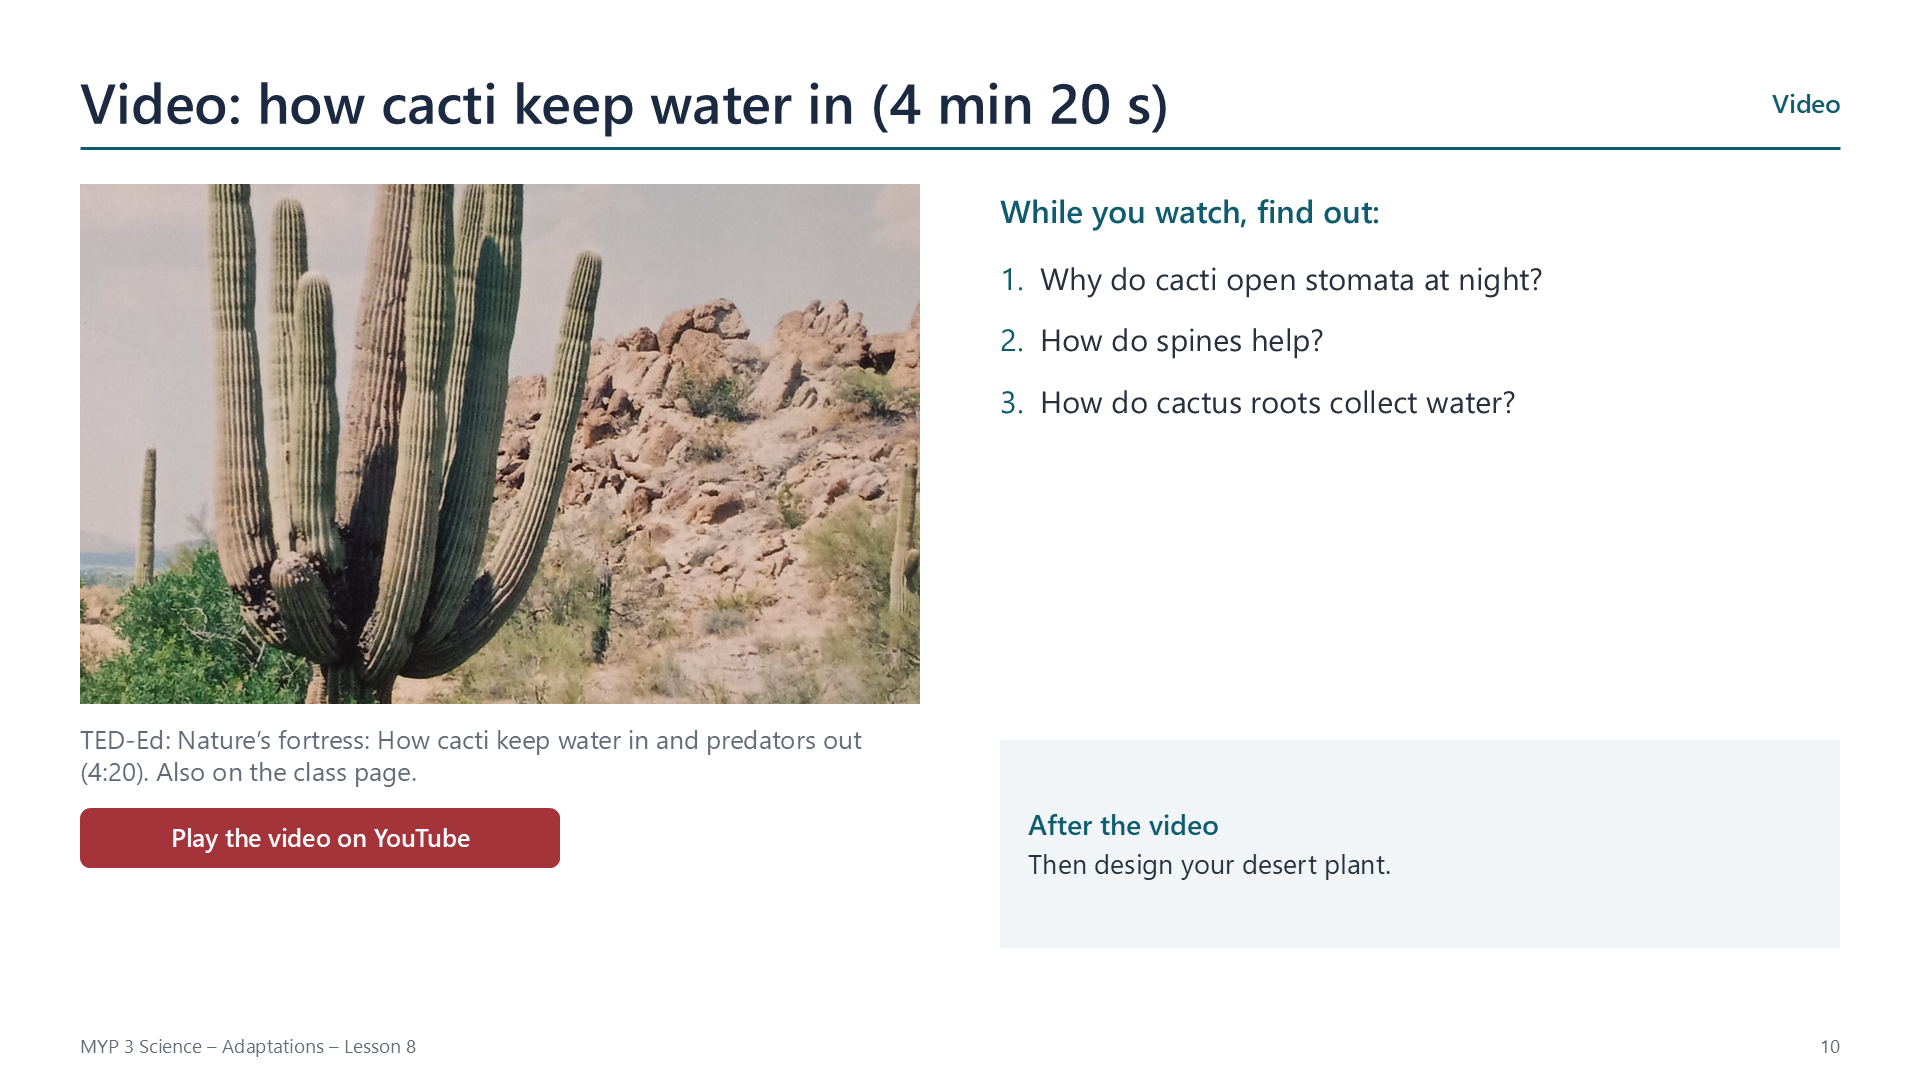 Video: how cacti keep water in (4 min 20 s)
Video
TED-Ed: Nature’s fortress: How cacti keep water in and predators out
(4:20). Also on the class page.
Play the video on YouTube
While you watch, find out:
1. Why do cacti open stomata at night?
2. How do spines help?
3. How do cactus roots collect water?
After the video
Then design your desert plant.
MYP 3 Science – Adaptations – Lesson 8
10